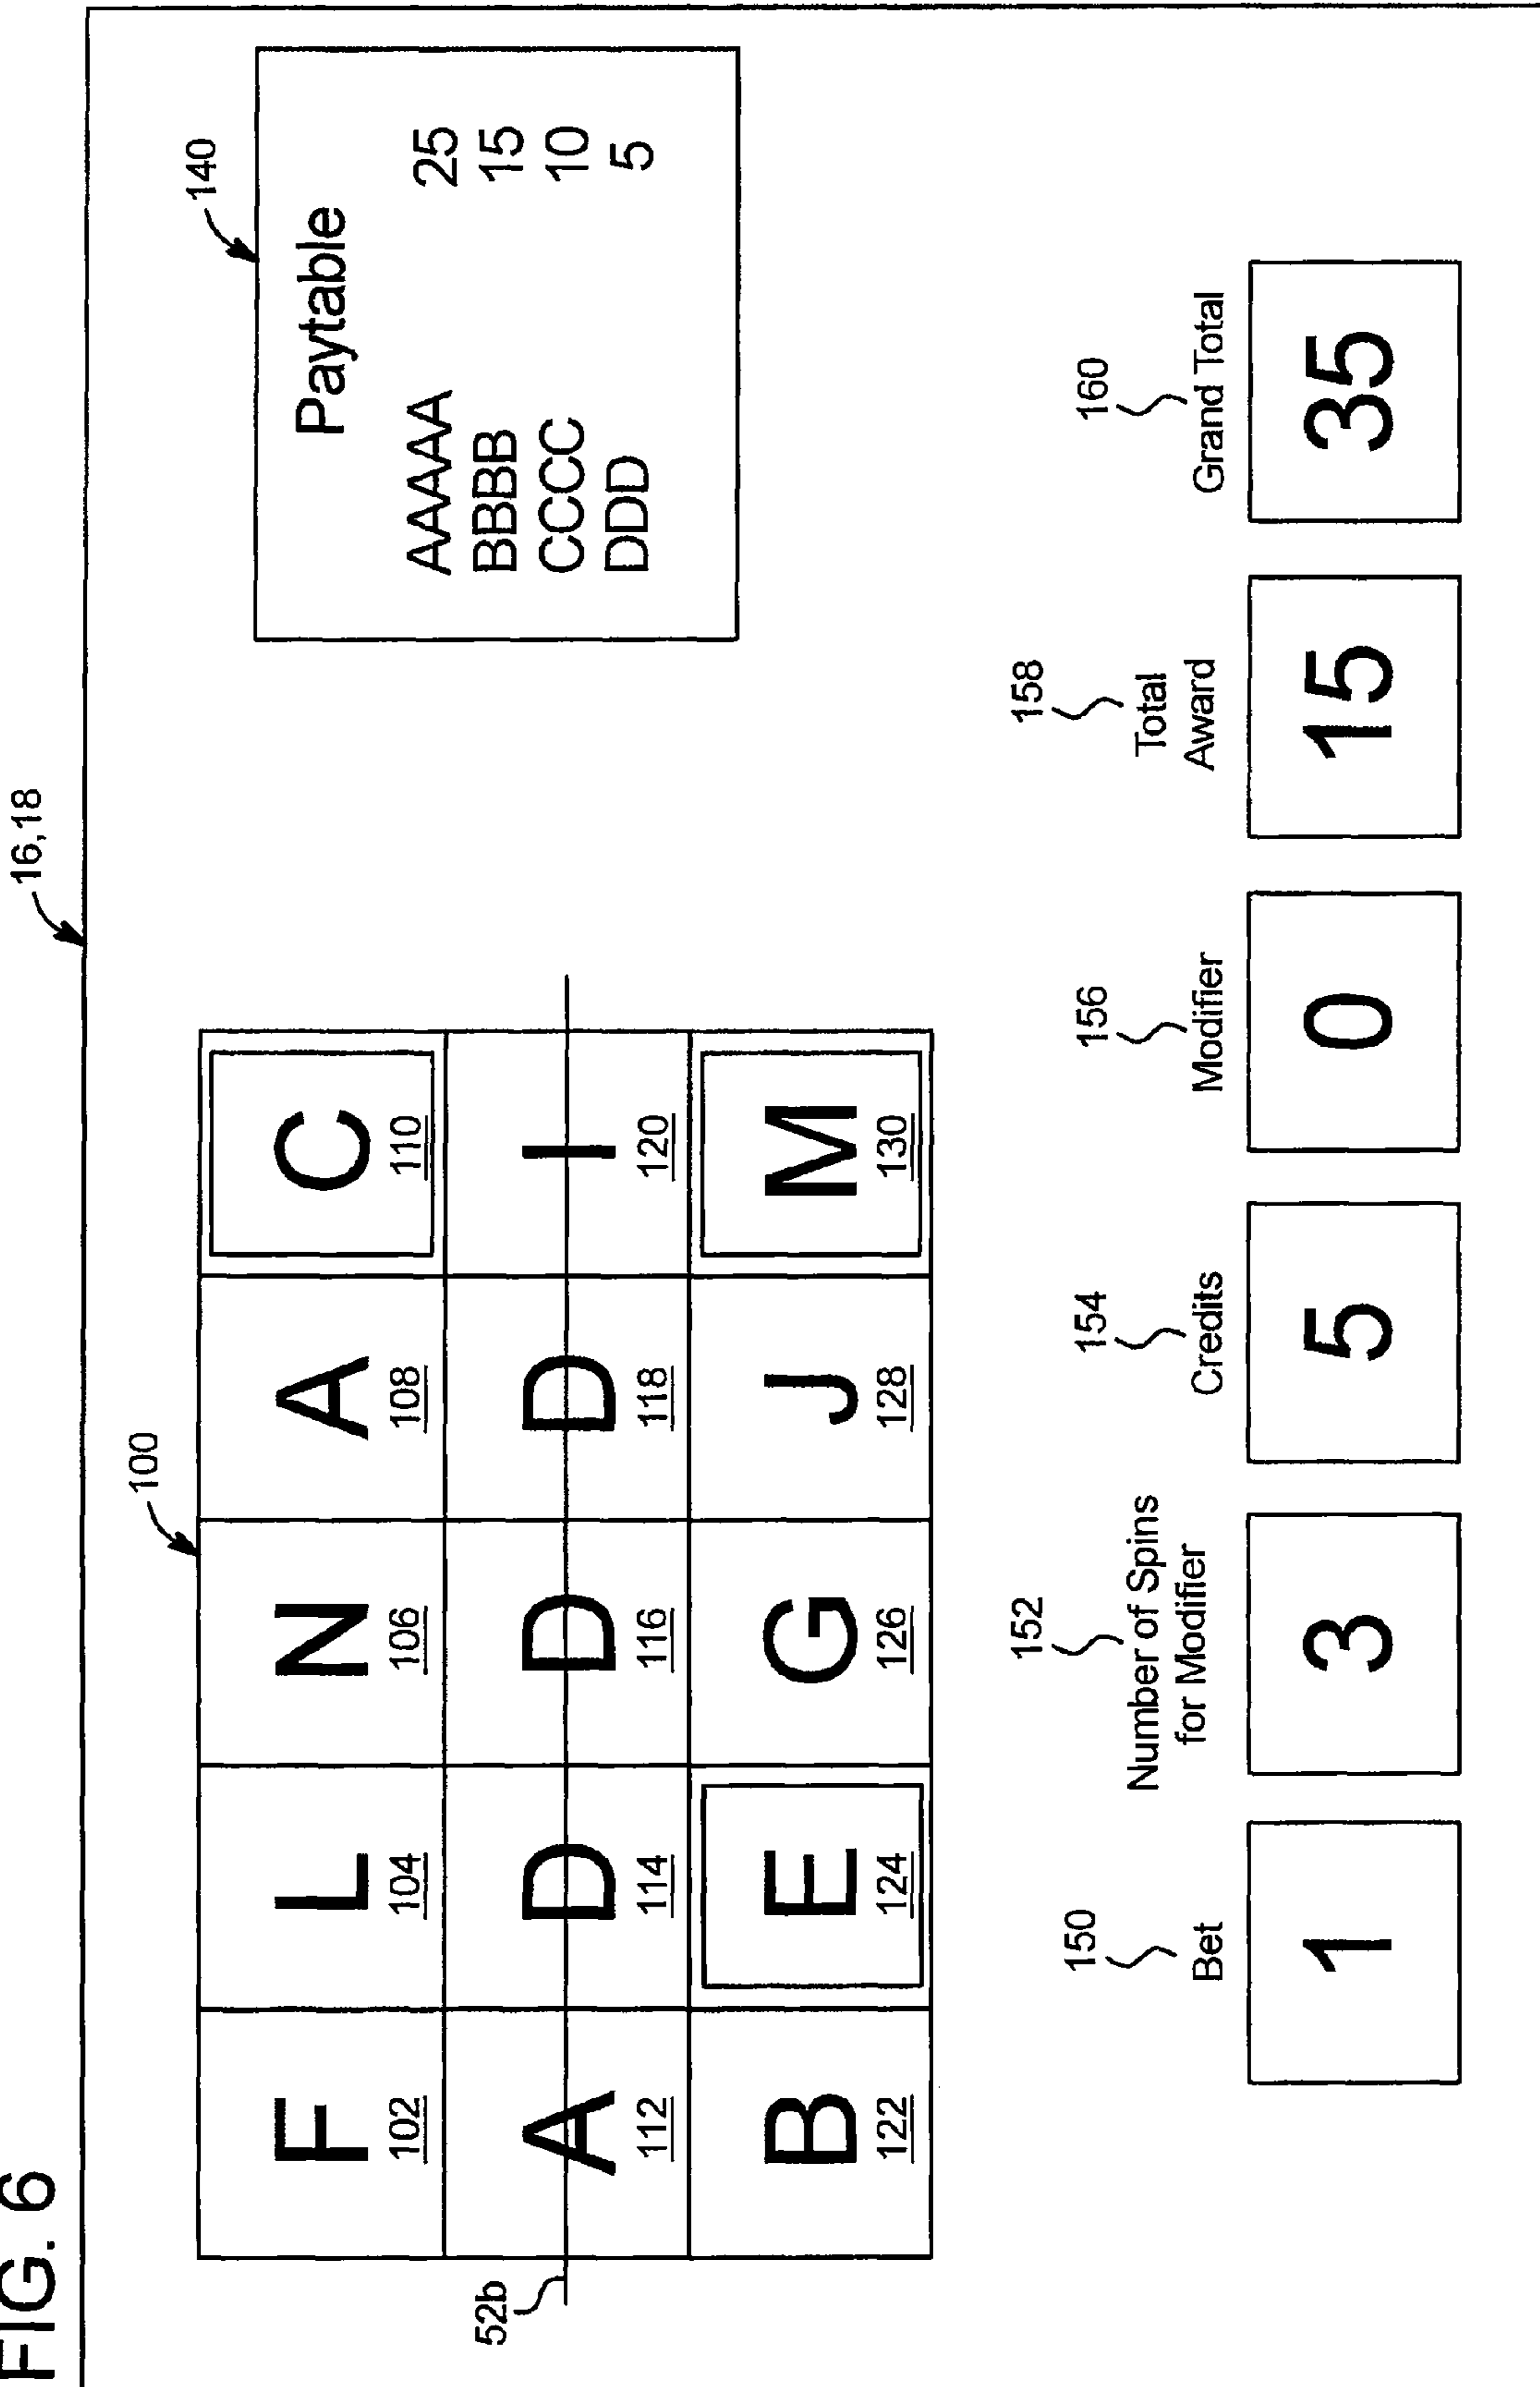 FIG. 6
16,18
100
F L N A C
102 104 106 108 110
52b
A D D D I
112 114 116 118 120
B E G J M
122 124 126 128 130
140
Paytable
AAAAA 25
BBBB 15
CCCC 10
DDD 5
150
Bet
1
152
Number of Spins
for Modifier
3
154
Credits
5
156
Modifier
0
158
Total
Award
15
160
Grand Total
35